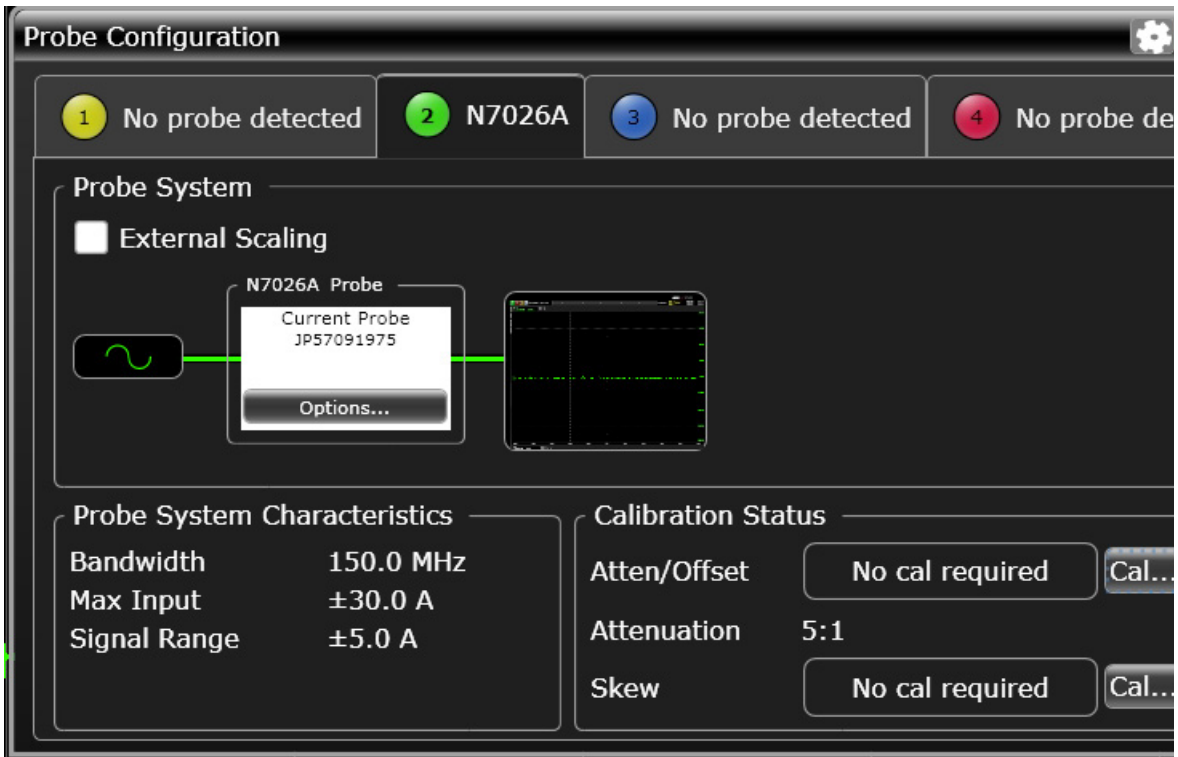 Probe Configuration
1 No probe detected
2 N7026A
3 No probe detected
4 No probe de
Probe System
External Scaling
N7026A Probe
Current Probe
JP57091975
Options...
Probe System Characteristics
Bandwidth 150.0 MHz
Max Input ±30.0 A
Signal Range ±5.0 A
Calibration Status
Atten/Offset No cal required Cal...
Attenuation 5:1
Skew No cal required Cal...